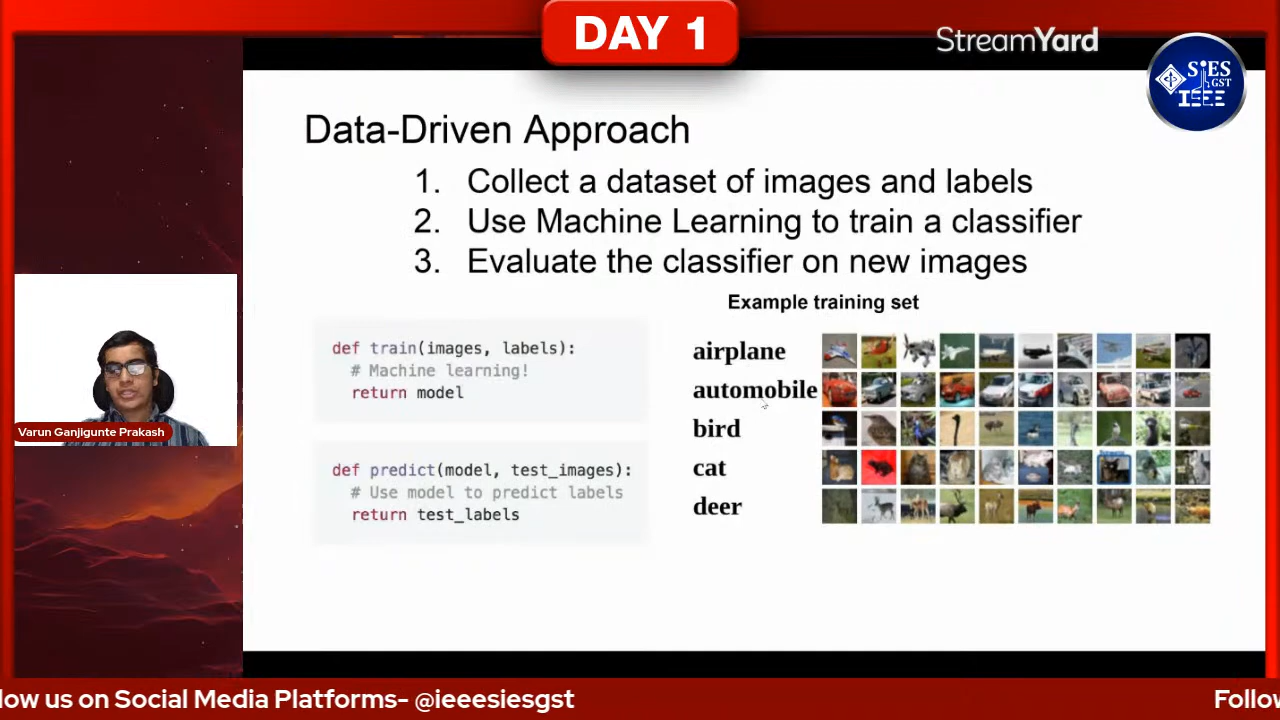 DAY 1
StreamYard
SiES
GST
IEEE
Data-Driven Approach
1. Collect a dataset of images and labels
2. Use Machine Learning to train a classifier
3. Evaluate the classifier on new images
Example training set
def train(images, labels):
# Machine learning!
return model
def predict(model, test_images):
# Use model to predict labels
return test_labels
airplane
automobile
bird
cat
deer
Varun Ganjigunte Prakash
low us on Social Media Platforms- @ieeesiesgst
Follow